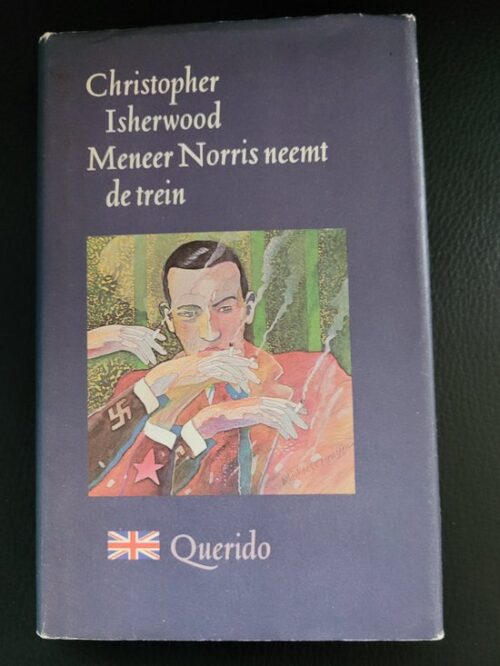 Christopher
Isherwood
Meneer Norris neemt
de trein
Querido